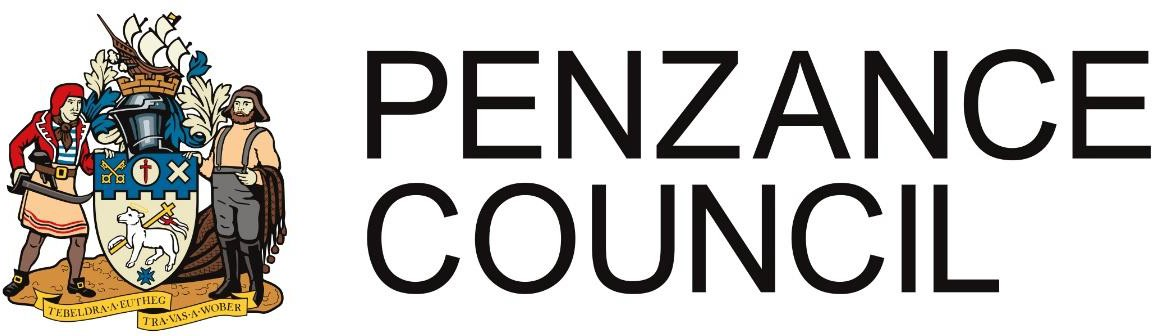 PENZANCE
COUNCIL
TEBELDRA·A·EUTHEG
TRA·VAS·A·WOBER